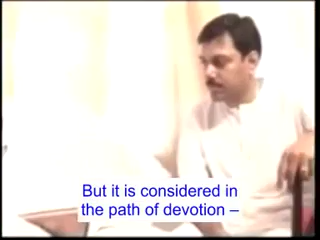 But it is considered in
the path of devotion –